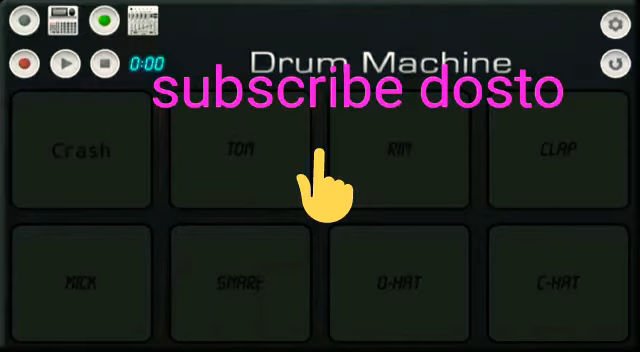 0:00 Drum Machine
subscribe dosto
Crash TOM RIM CLAP
KICK SNARE O-HAT C-HAT